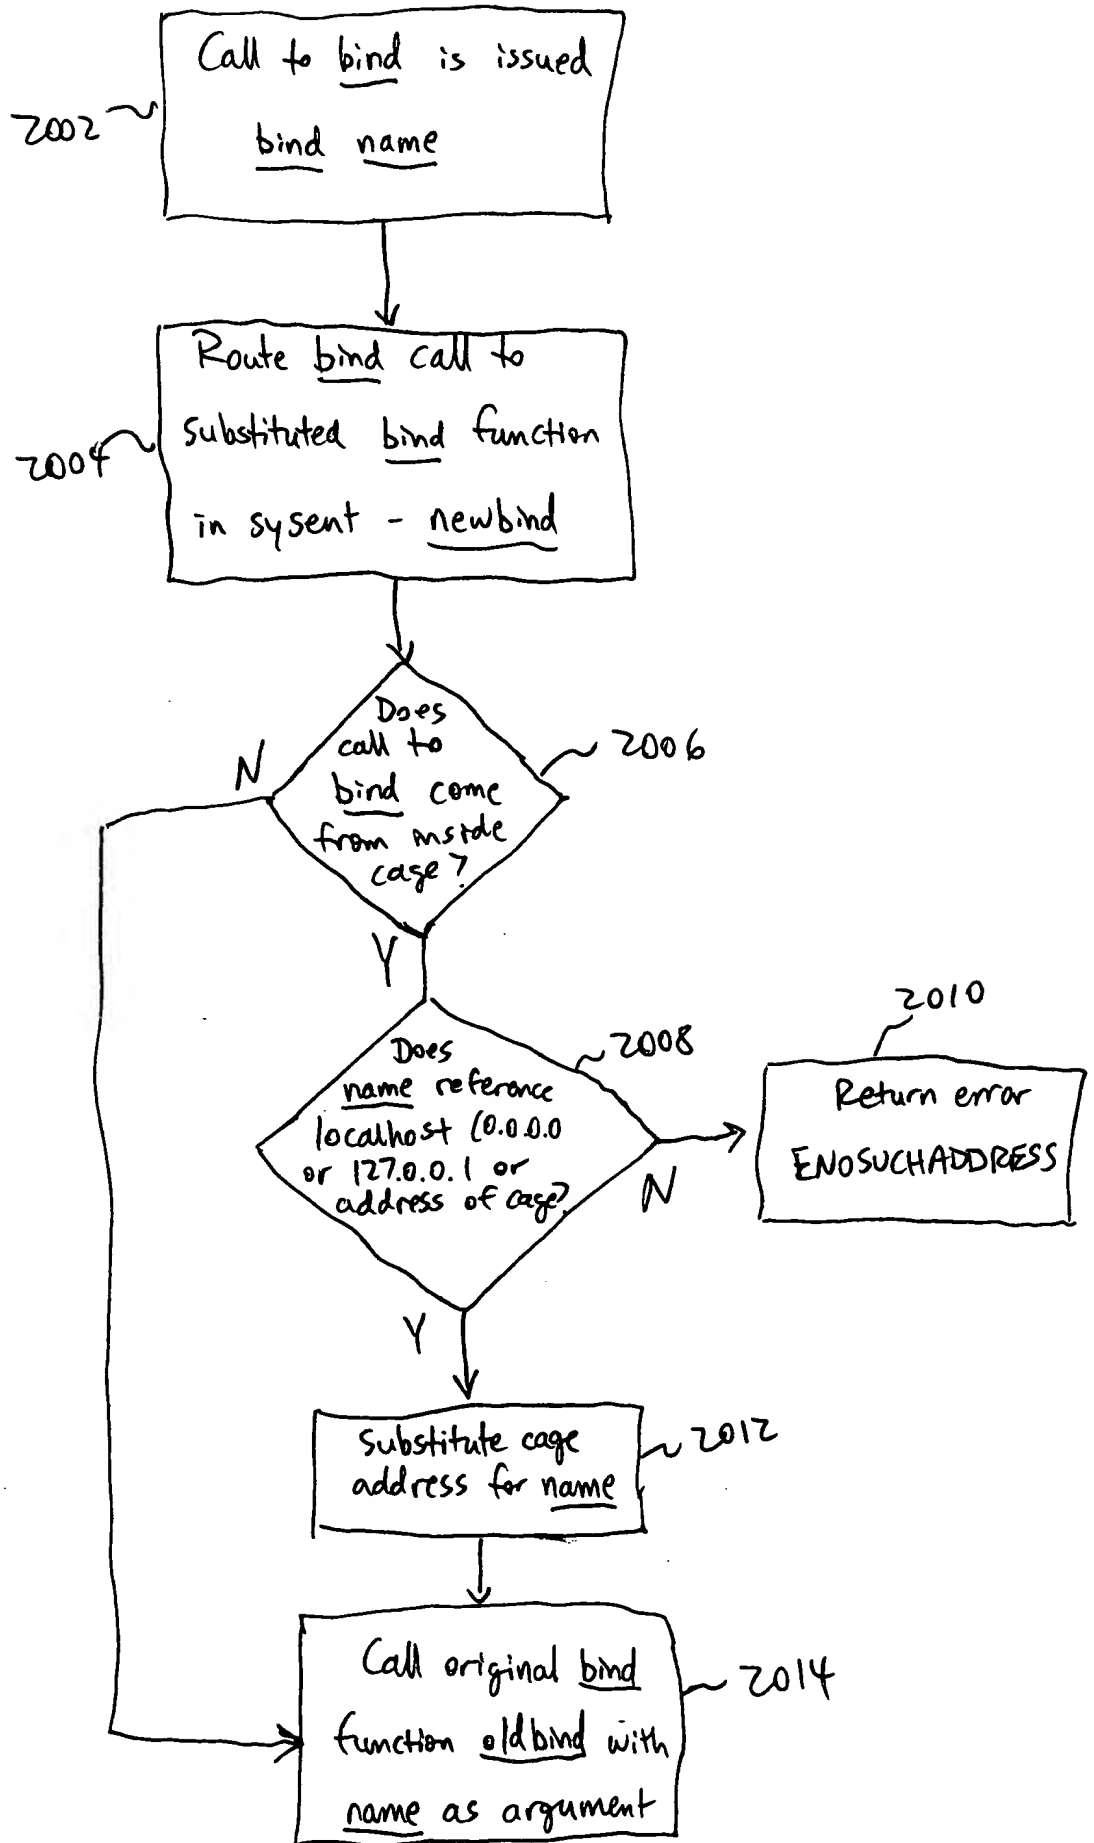 Call to bind is issued
bind name
2002
Route bind call to
substituted bind function
in sysent - newbind
2004
Does
call to
bind come
from inside
cage?
2006
N
Y
Does
name reference
localhost (0.0.0.0
or 127.0.0.1 or
address of cage?
2008
N
Y
2010
Return error
ENOSUCHADDRESS
Substitute cage
address for name
2012
Call original bind
function oldbind with
name as argument
2014